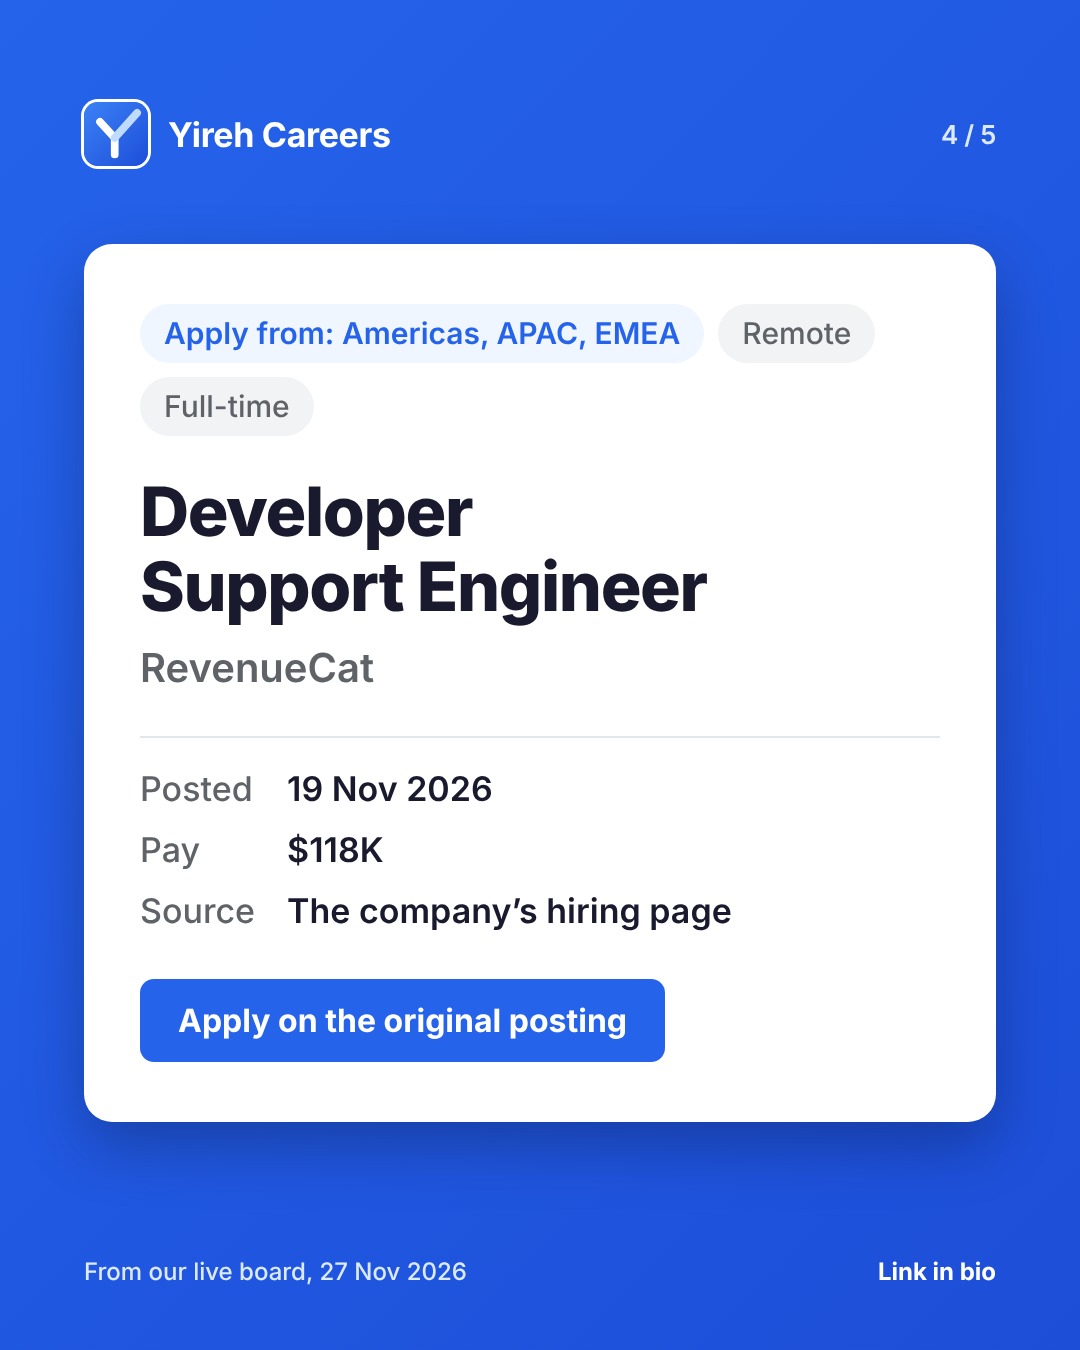 Yireh Careers
4 / 5
Apply from: Americas, APAC, EMEA
Remote
Full-time
Developer
Support Engineer
RevenueCat
Posted 19 Nov 2026
Pay $118K
Source The company’s hiring page
Apply on the original posting
From our live board, 27 Nov 2026
Link in bio